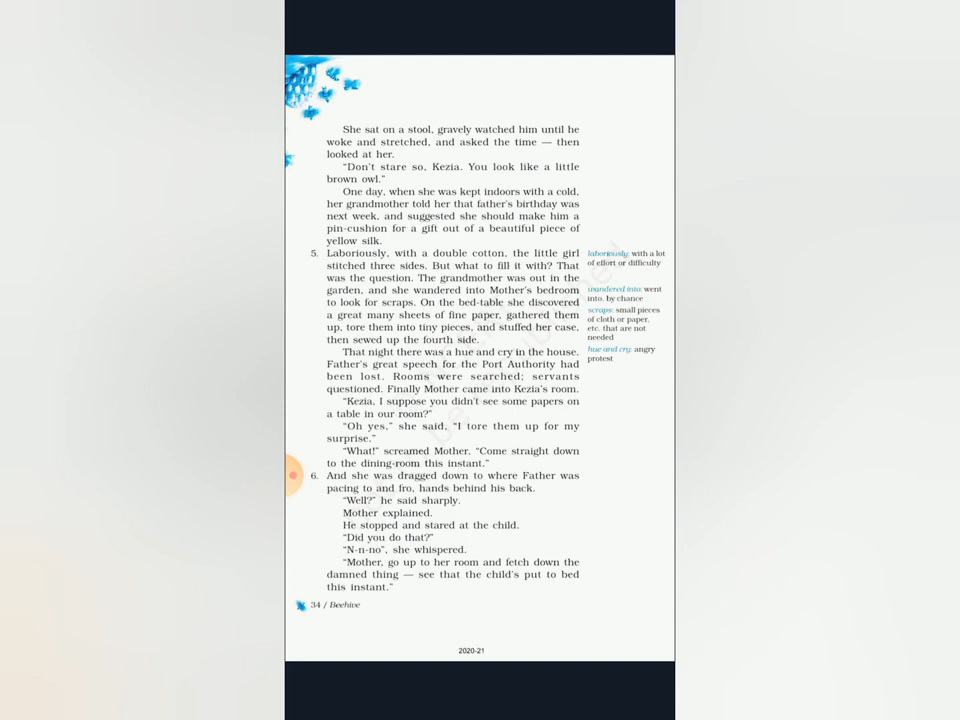 She sat on a stool, gravely watched him until he
woke and stretched, and asked the time — then
looked at her.
“Don't stare so, Kezia. You look like a little
brown owl.”
One day, when she was kept indoors with a cold,
her grandmother told her that father's birthday was
next week, and suggested she should make him a
pin-cushion for a gift out of a beautiful piece of
yellow silk.
5. Laboriously, with a double cotton, the little girl
stitched three sides. But what to fill it with? That
was the question. The grandmother was out in the
garden, and she wandered into Mother's bedroom
to look for scraps. On the bed-table she discovered
a great many sheets of fine paper, gathered them
up, tore them into tiny pieces, and stuffed her case,
then sewed up the fourth side.
That night there was a hue and cry in the house.
Father's great speech for the Port Authority had
been lost. Rooms were searched; servants
questioned. Finally Mother came into Kezia's room.
“Kezia, I suppose you didn't see some papers on
a table in our room?”
“Oh yes,” she said, “I tore them up for my
surprise.”
“What!” screamed Mother. “Come straight down
to the dining-room this instant.”
6. And she was dragged down to where Father was
pacing to and fro, hands behind his back.
“Well?” he said sharply.
Mother explained.
He stopped and stared at the child.
“Did you do that?”
“N-n-no”, she whispered.
“Mother, go up to her room and fetch down the
damned thing — see that the child's put to bed
this instant.”
laboriously: with a lot
of effort or difficulty
wandered into: went
into, by chance
scraps: small pieces
of cloth or paper,
etc. that are not
needed
hue and cry: angry
protest
34 / Beehive
2020-21